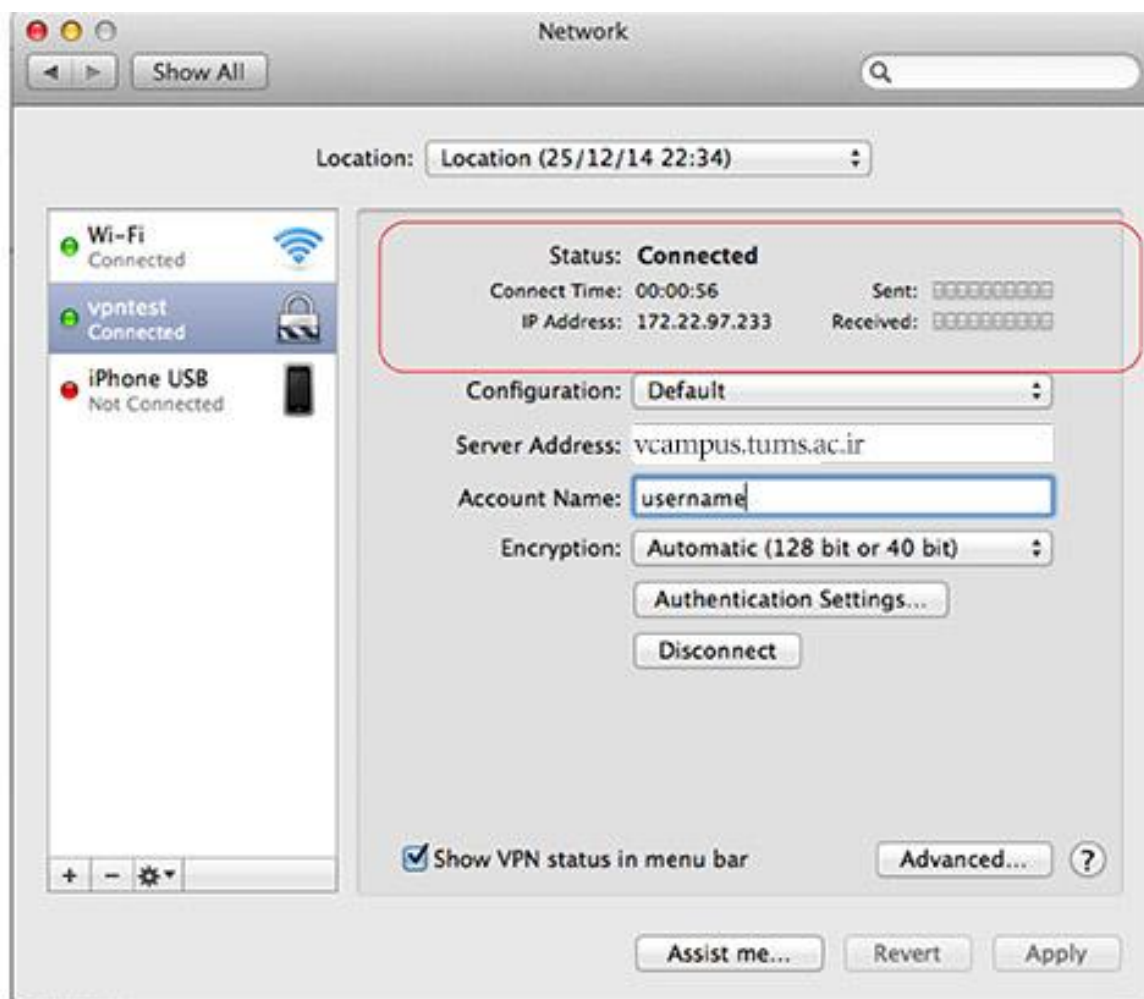 Network
Show All
Location: Location (25/12/14 22:34)
Wi-Fi
Connected
vpntest
Connected
iPhone USB
Not Connected
Status: Connected
Connect Time: 00:00:56 Sent:
IP Address: 172.22.97.233 Received:
Configuration: Default
Server Address: vcampus.tums.ac.ir
Account Name: username
Encryption: Automatic (128 bit or 40 bit)
Authentication Settings...
Disconnect
Show VPN status in menu bar
Advanced... ?
+ −
Assist me... Revert Apply